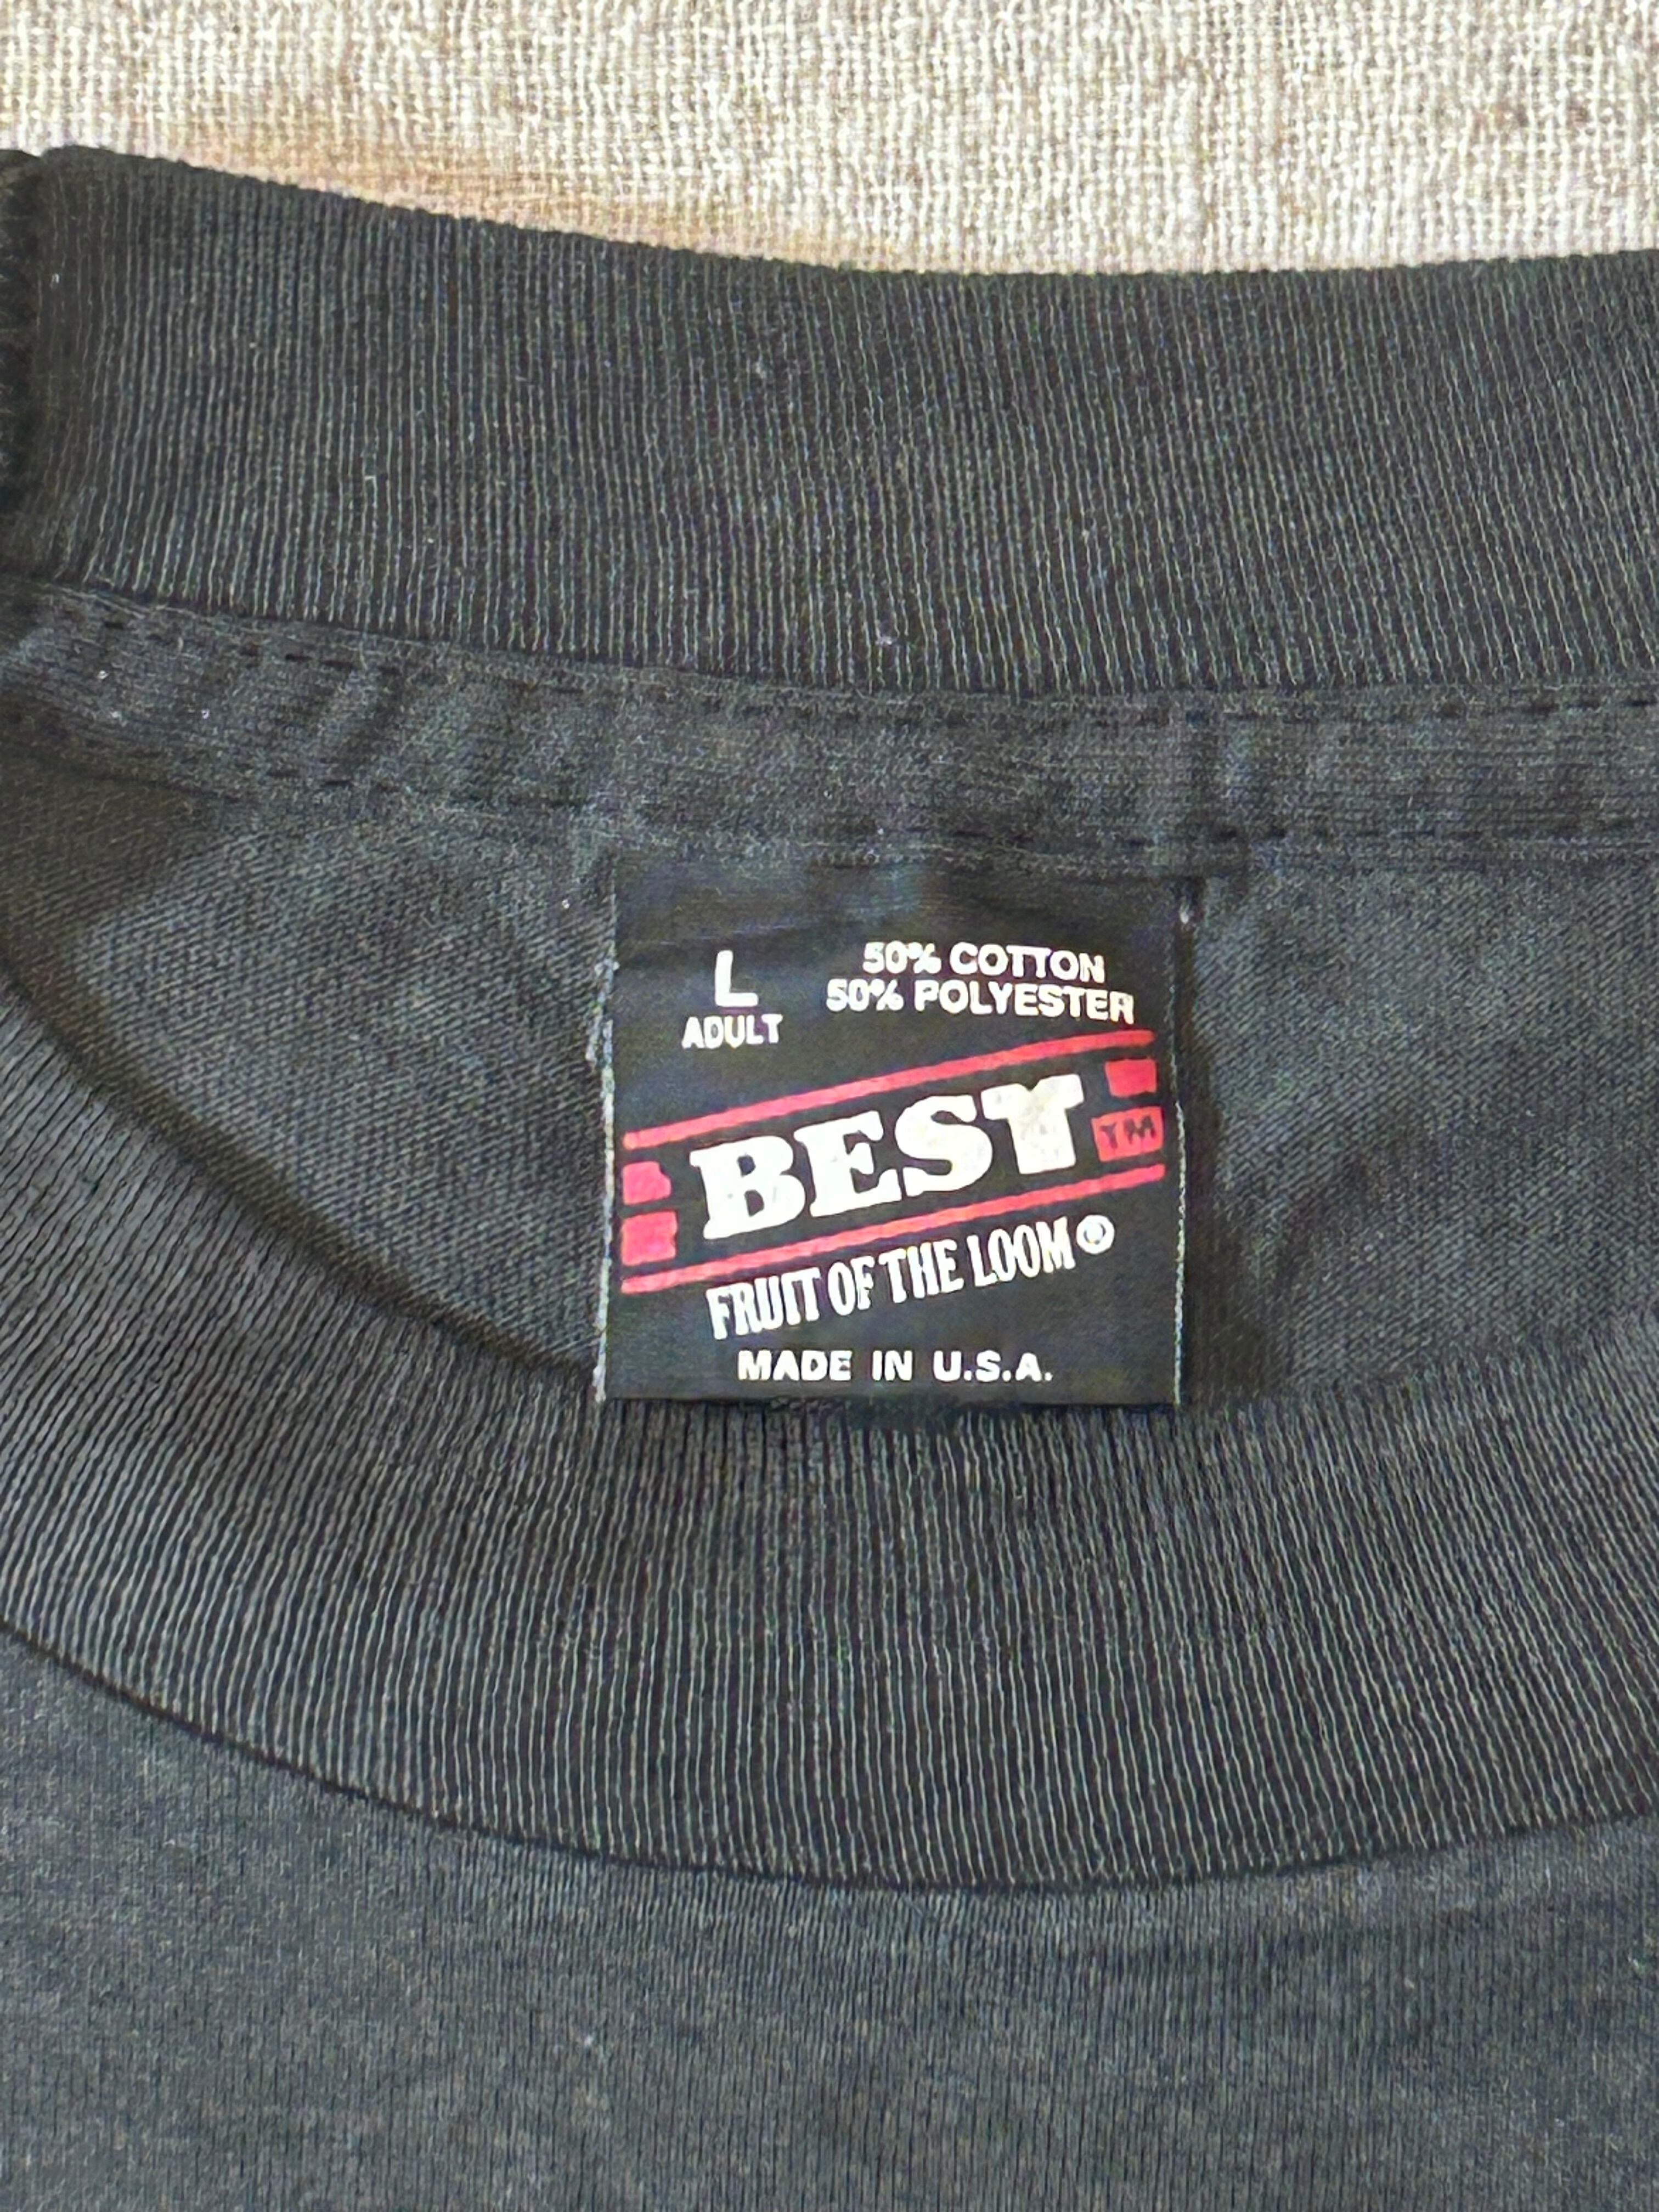 L
ADULT
50% COTTON
50% POLYESTER
BEST
TM
FRUIT OF THE LOOM®
MADE IN U.S.A.